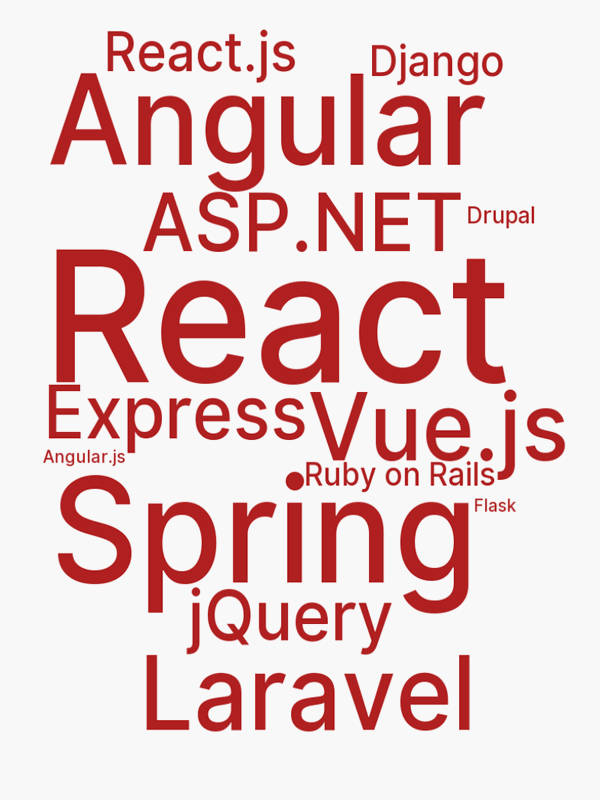 React.js
Django
Angular
ASP.NET
Drupal
React
Express
Vue.js
Angular.js
Ruby on Rails
Spring
Flask
jQuery
Laravel